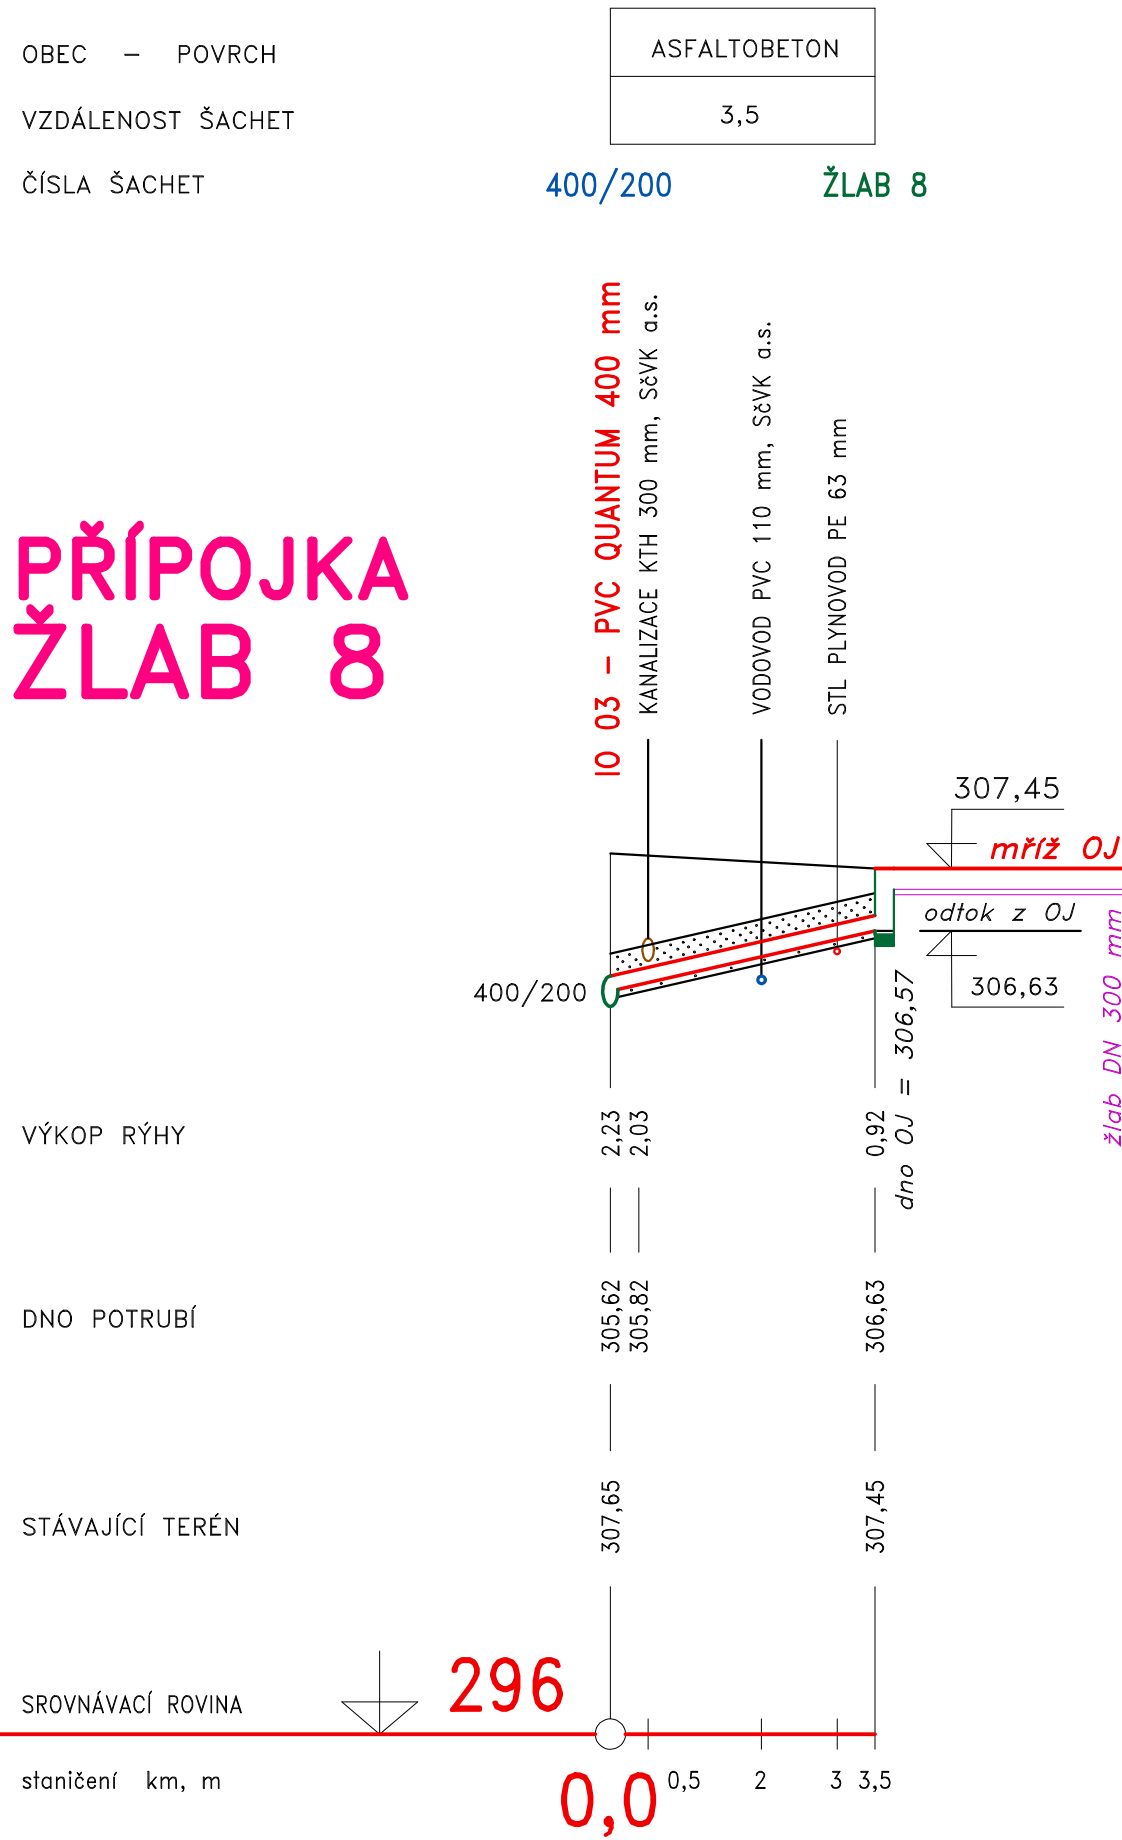 OBEC – POVRCH
ASFALTOBETON
VZDÁLENOST ŠACHET
3,5
ČÍSLA ŠACHET
400/200
ŽLAB 8
PŘÍPOJKA
ŽLAB 8
IO 03 – PVC QUANTUM 400 mm
KANALIZACE KTH 300 mm, SčVK a.s.
VODOVOD PVC 110 mm, SčVK a.s.
STL PLYNOVOD PE 63 mm
307,45
mříž OJ
odtok z OJ
306,63
400/200
dno OJ = 306,57
žlab DN 300 mm
VÝKOP RÝHY
2,23
2,03
0,92
DNO POTRUBÍ
305,62
305,82
306,63
STÁVAJÍCÍ TERÉN
307,65
307,45
SROVNÁVACÍ ROVINA
296
staničení km, m
0,0
0,5
2
3
3,5